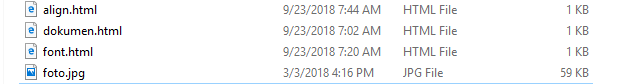 align.html 9/23/2018 7:44 AM HTML File 1 KB
dokumen.html 9/23/2018 7:02 AM HTML File 1 KB
font.html 9/23/2018 7:20 AM HTML File 1 KB
foto.jpg 3/3/2018 4:16 PM JPG File 59 KB